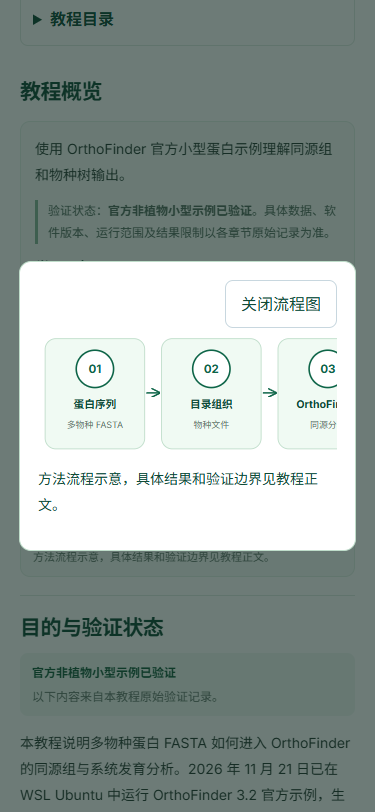 ▶ 教程目录
教程概览
使用 OrthoFinder 官方小型蛋白示例理解同源组
和物种树输出。
验证状态：官方非植物小型示例已验证。具体数据、软
件版本、运行范围及结果限制以各章节原始记录为准。
关闭流程图
01
02
03
蛋白序列
目录组织
OrthoFi
多物种 FASTA
物种文件
同源分
方法流程示意，具体结果和验证边界见教程正
文。
方法流程示意，具体结果和验证边界见教程正文。
目的与验证状态
官方非植物小型示例已验证
以下内容来自本教程原始验证记录。
本教程说明多物种蛋白 FASTA 如何进入 OrthoFinder
的同源组与系统发育分析。2026 年 11 月 21 日已在
WSL Ubuntu 中运行 OrthoFinder 3.2 官方示例，生